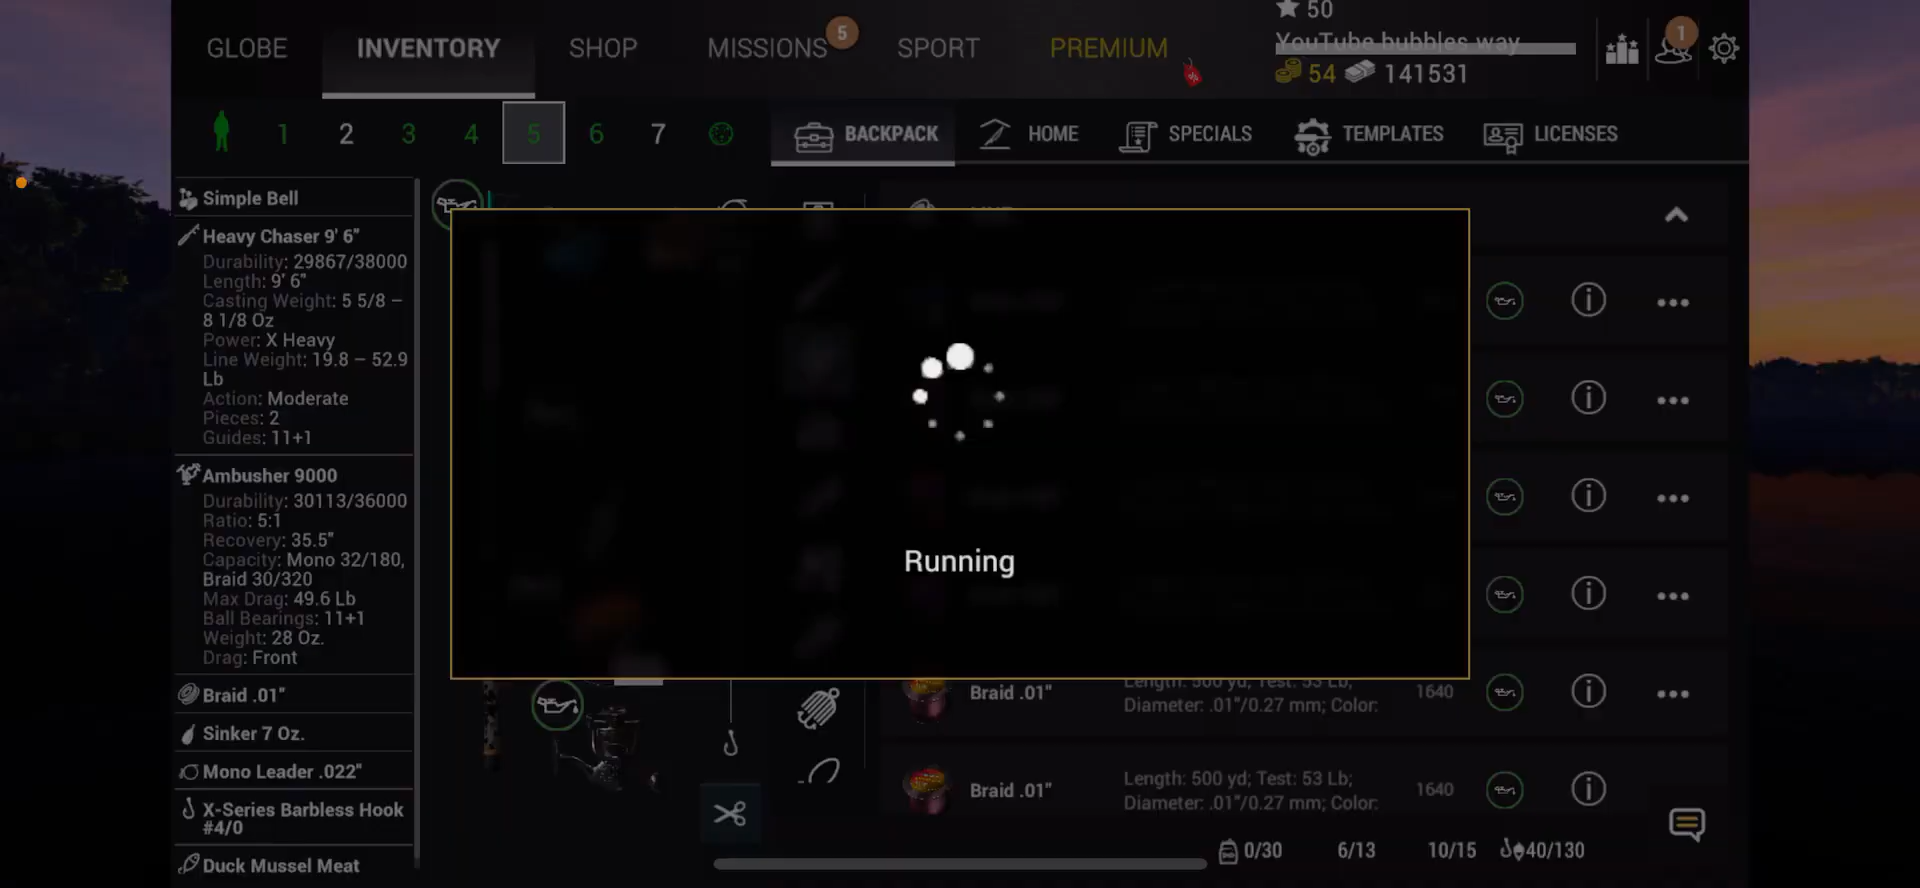 GLOBE INVENTORY SHOP MISSIONS 5 SPORT PREMIUM
50
YouTube bubbles way
54 141531
1
1 2 3 4 5 6 7
BACKPACK HOME SPECIALS TEMPLATES LICENSES
Simple Bell
Heavy Chaser 9' 6"
Durability: 29867/38000
Length: 9' 6"
Casting Weight: 5 5/8 –
8 1/8 Oz
Power: X Heavy
Line Weight: 19.8 – 52.9
Lb
Action: Moderate
Pieces: 2
Guides: 11+1
Ambusher 9000
Durability: 30113/36000
Ratio: 5:1
Recovery: 35.5"
Capacity: Mono 32/180,
Braid 30/320
Max Drag: 49.6 Lb
Ball Bearings: 11+1
Weight: 28 Oz.
Drag: Front
Braid .01"
Sinker 7 Oz.
Mono Leader .022"
X-Series Barbless Hook
#4/0
Duck Mussel Meat
Running
Braid .01"
Length: 500 yd; Test: 53 Lb;
Diameter: .01"/0.27 mm; Color:
1640
Braid .01"
Length: 500 yd; Test: 53 Lb;
Diameter: .01"/0.27 mm; Color:
1640
0/30 6/13 10/15 40/130